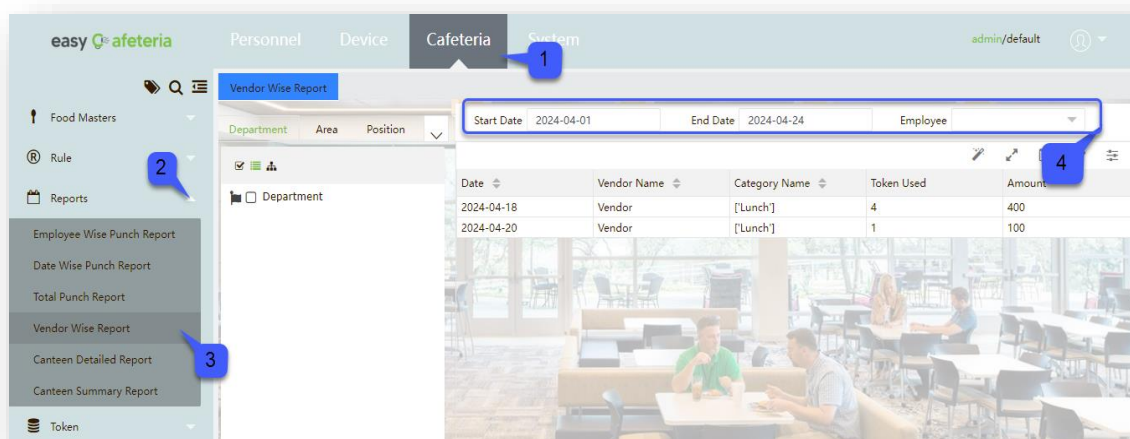 easy Cafeteria
Personnel Device Cafeteria System
admin/default
1
Vendor Wise Report
Food Masters
Rule
Reports
2
Employee Wise Punch Report
Date Wise Punch Report
Total Punch Report
Vendor Wise Report
3
Canteen Detailed Report
Canteen Summary Report
Token
Department Area Position
Department
Start Date 2024-04-01 End Date 2024-04-24 Employee
4
Date Vendor Name Category Name Token Used Amount
2024-04-18 Vendor ['Lunch'] 4 400
2024-04-20 Vendor ['Lunch'] 1 100